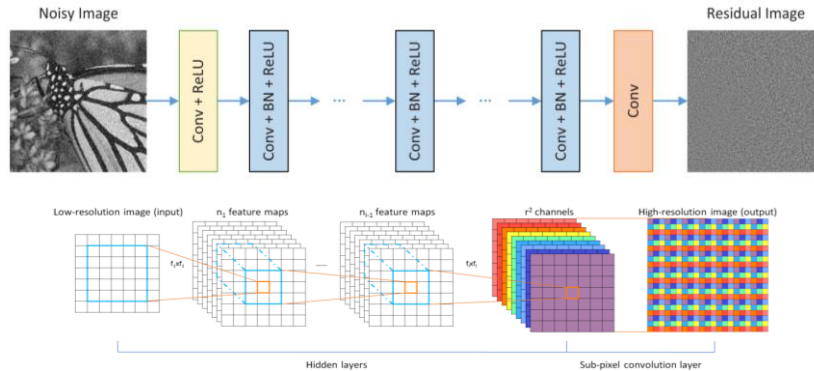 Noisy Image
Residual Image
Conv + ReLU
Conv + BN + ReLU
...
Conv + BN + ReLU
...
Conv + BN + ReLU
Conv
Low-resolution image (input)
n₁ feature maps
nₗ₋₁ feature maps
r² channels
High-resolution image (output)
f₁xf₁
fₗxfₗ
Hidden layers
Sub-pixel convolution layer